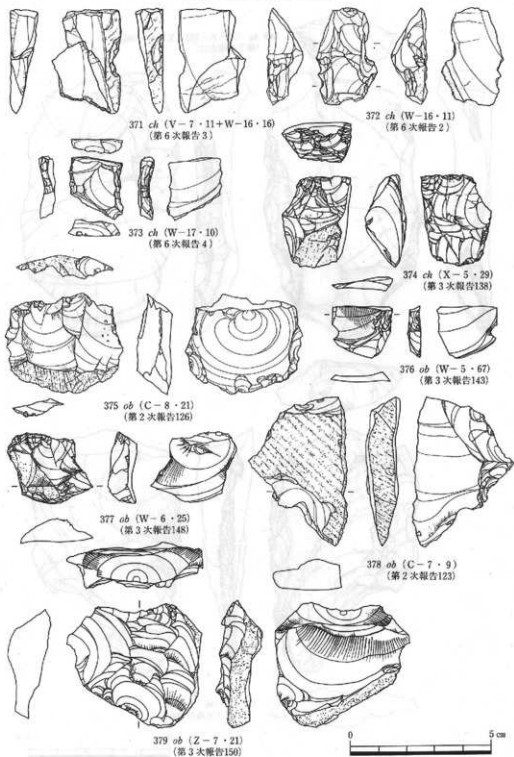 371 ch (V-7・11+W-16・16)
(第6次報告3)
372 ch (W-16・11)
(第6次報告2)
373 ch (W-17・10)
(第6次報告4)
374 ch (X-5・29)
(第3次報告138)
375 ob (C-8・21)
(第2次報告126)
376 ob (W-5・67)
(第3次報告143)
377 ob (W-6・25)
(第3次報告148)
378 ob (C-7・9)
(第2次報告123)
379 ob (Z-7・21)
(第3次報告150)
0 5cm